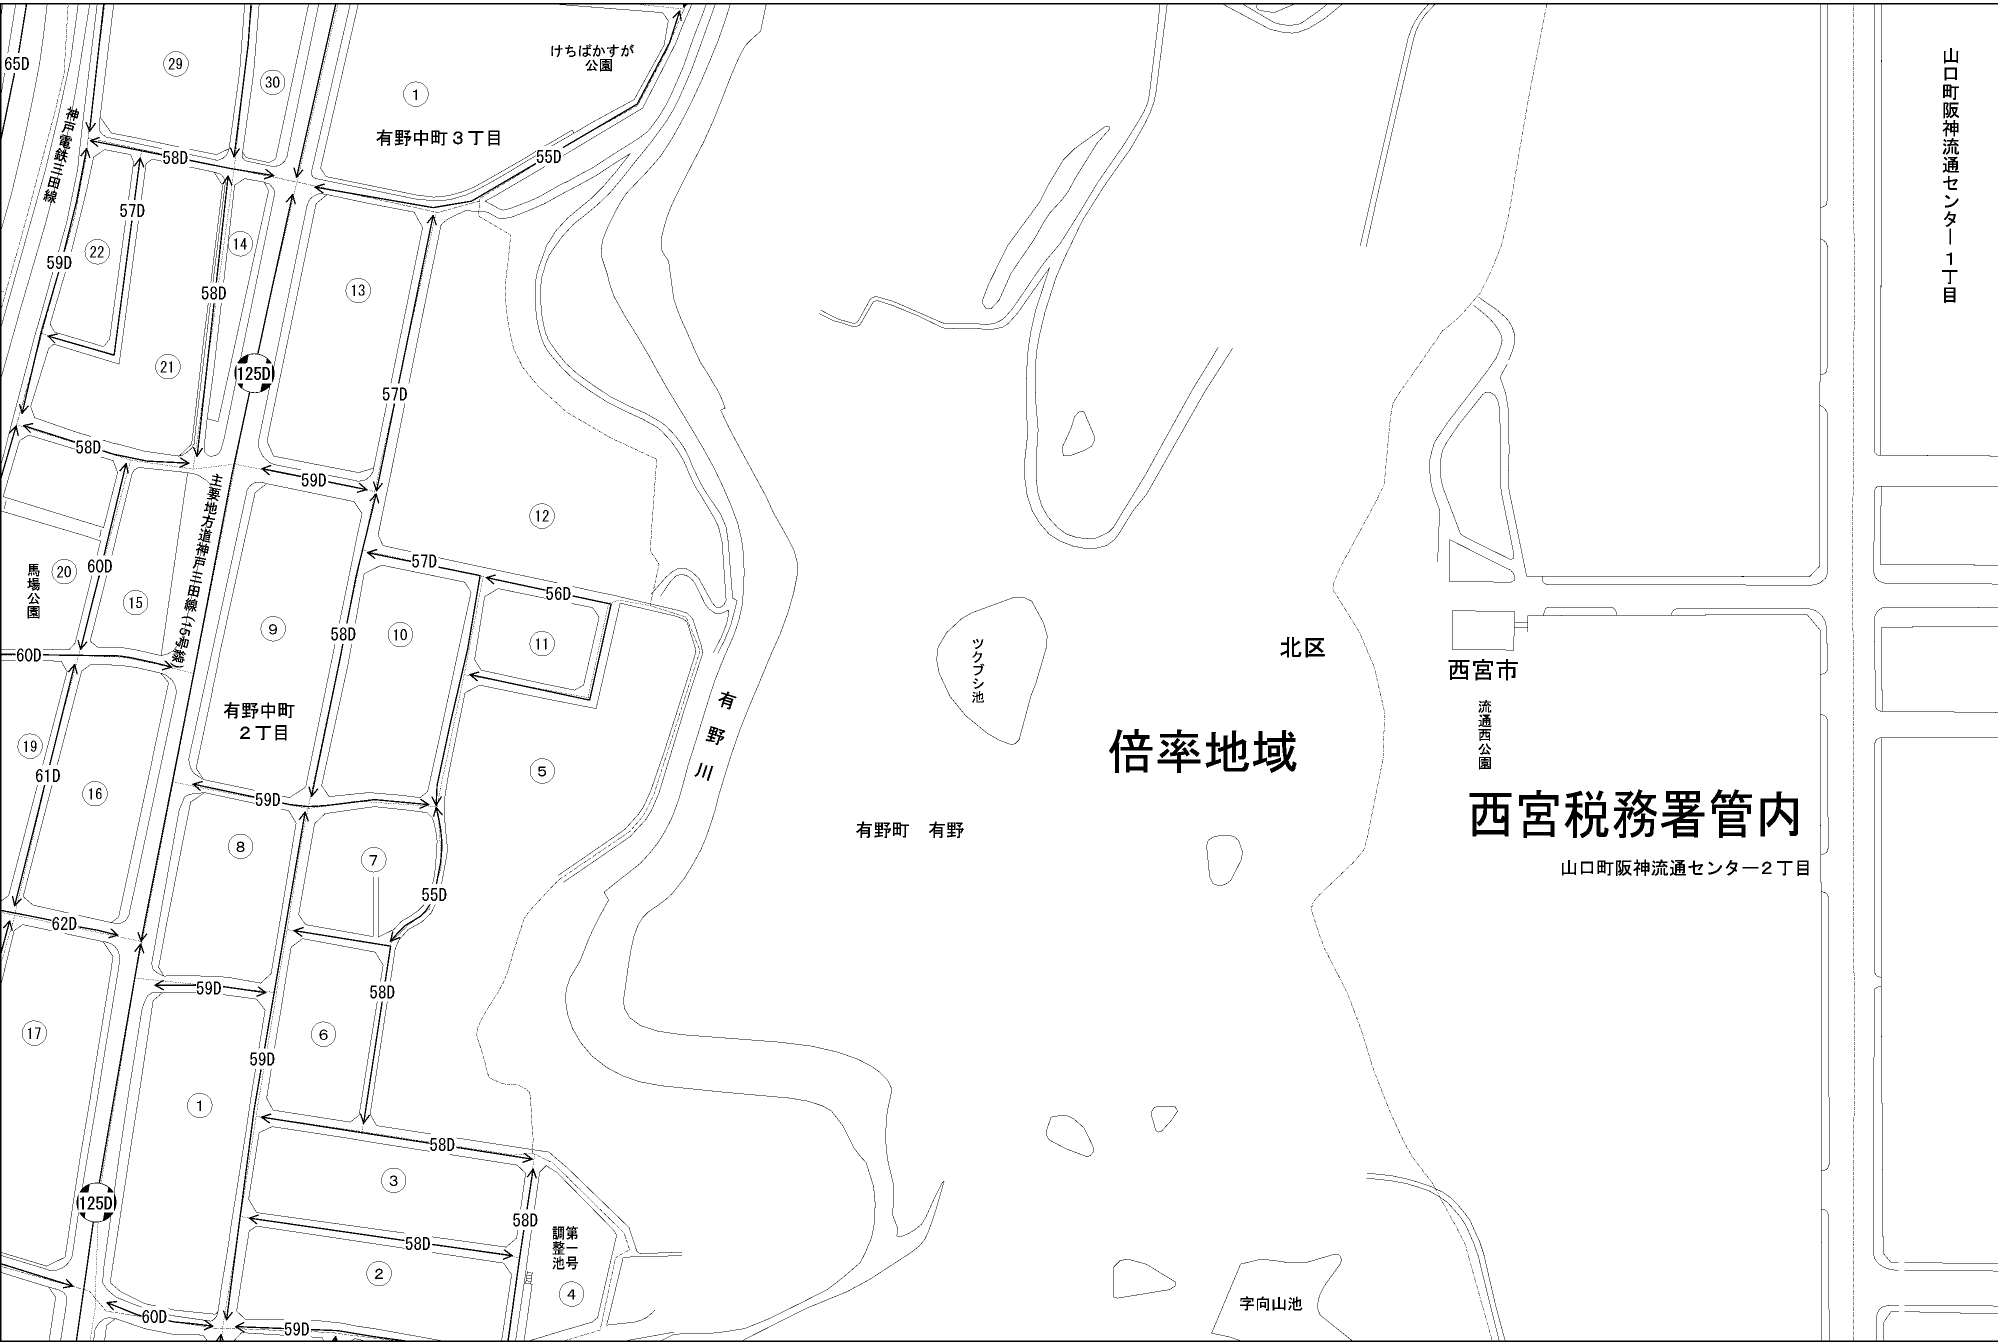 65D
29
30
1
けちばかすが
公園
有野中町３丁目
神戸電鉄三田線
58D
55D
57D
22
59D
14
58D
13
21
125D
57D
58D
59D
主要地方道神戸三田線(15号線)
12
馬場公園
20
60D
15
9
58D
10
57D
56D
11
60D
有野中町
２丁目
19
61D
16
59D
5
有野川
8
7
55D
62D
59D
58D
17
6
59D
1
58D
125D
3
58D
58D
2
第一号
調整池
4
60D
59D
ツクブシ池
北区
倍率地域
有野町　有野
西宮市
流通西公園
西宮税務署管内
山口町阪神流通センター２丁目
山口町阪神流通センター１丁目
字向山池